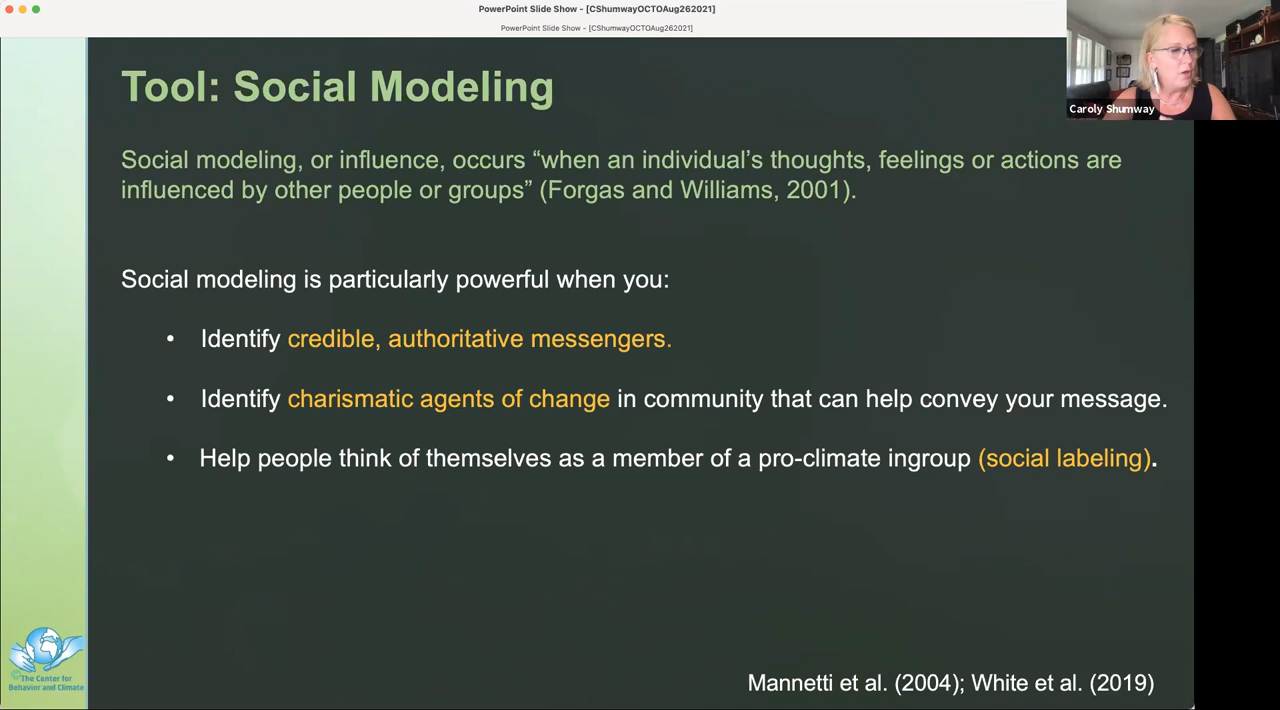 PowerPoint Slide Show - [CShumwayOCTOAug262021]
PowerPoint Slide Show - [CShumwayOCTOAug262021]
Caroly Shumway
Tool: Social Modeling
Social modeling, or influence, occurs “when an individual’s thoughts, feelings or actions are
influenced by other people or groups” (Forgas and Williams, 2001).
Social modeling is particularly powerful when you:
• Identify credible, authoritative messengers.
• Identify charismatic agents of change in community that can help convey your message.
• Help people think of themselves as a member of a pro-climate ingroup (social labeling).
The Center for
Behavior and Climate
Mannetti et al. (2004); White et al. (2019)